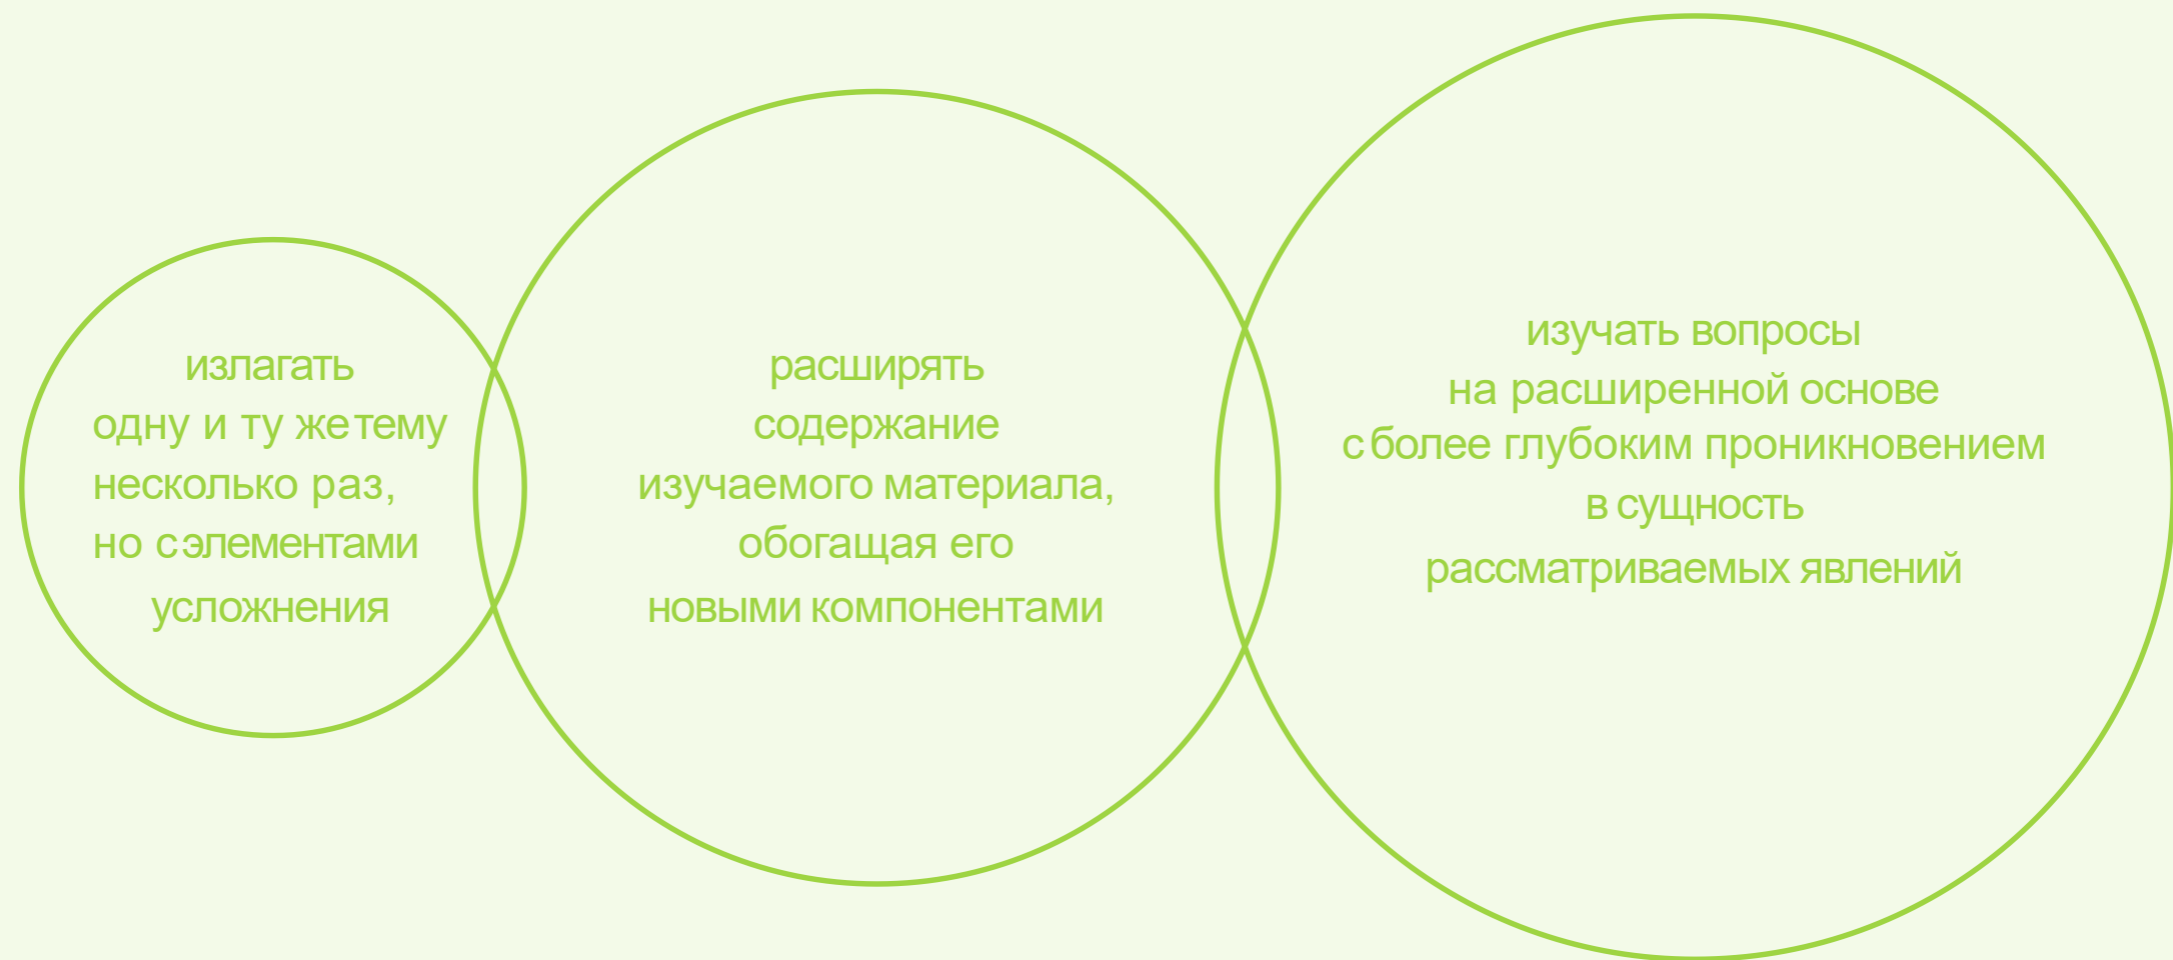 излагать
одну и ту же тему
несколько раз,
но с элементами
усложнения
расширять
содержание
изучаемого материала,
обогащая его
новыми компонентами
изучать вопросы
на расширенной основе
с более глубоким проникновением
в сущность
рассматриваемых явлений